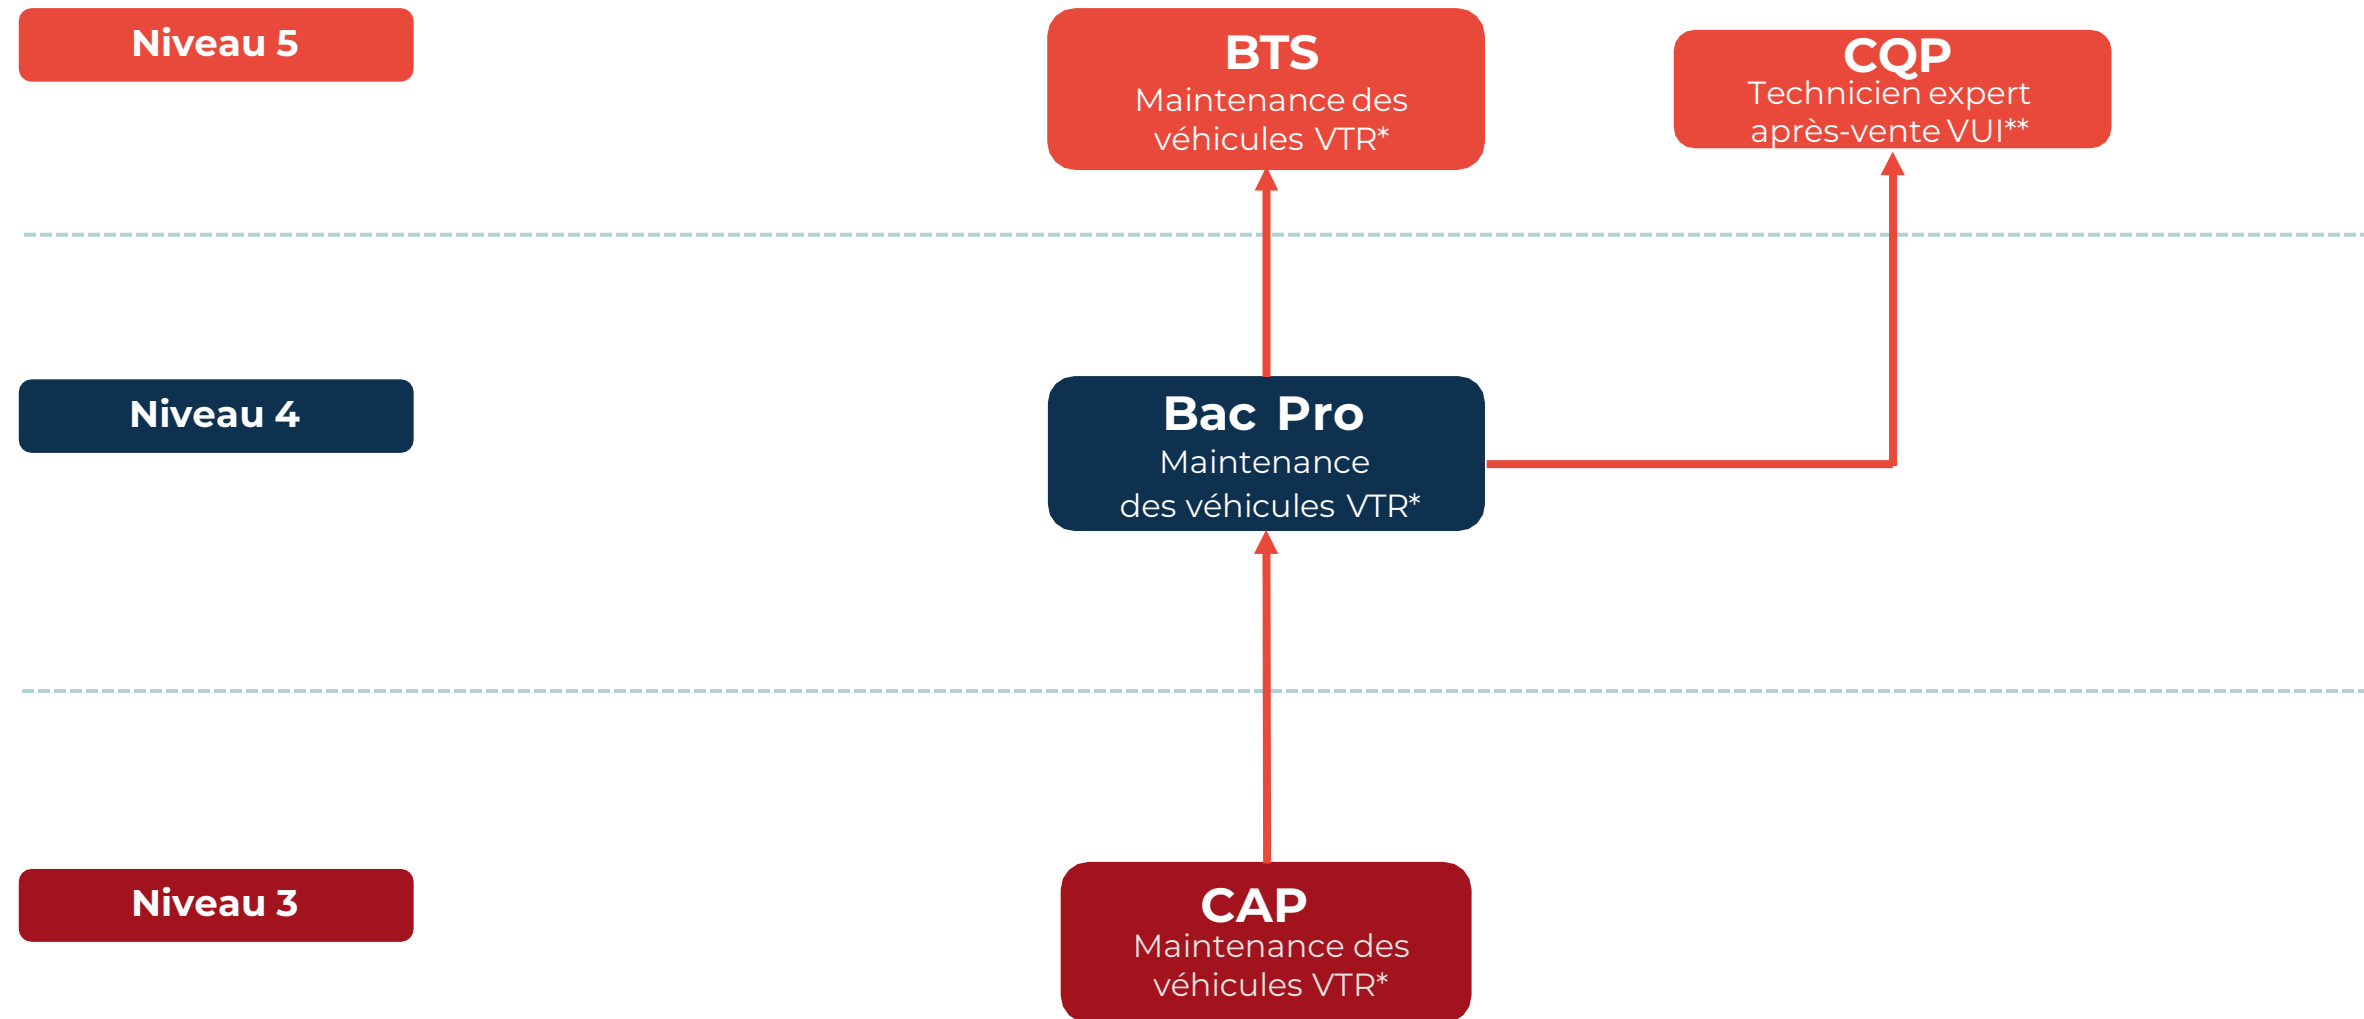 Niveau 5
BTS
Maintenance des
véhicules VTR*
CQP
Technicien expert
après-vente VUI**
Niveau 4
Bac Pro
Maintenance
des véhicules VTR*
Niveau 3
CAP
Maintenance des
véhicules VTR*